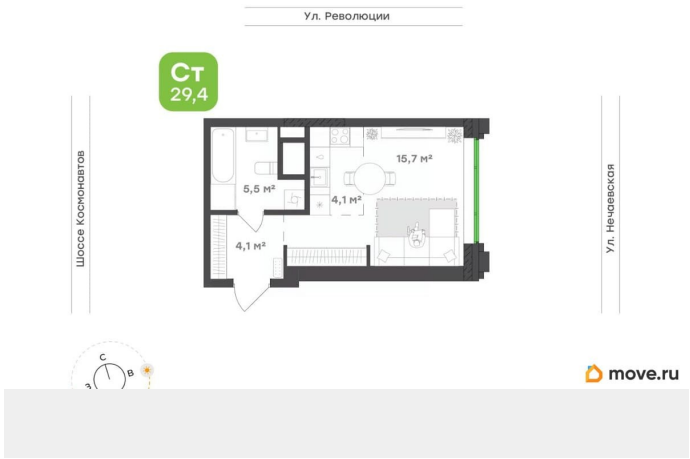 Ул. Революции
Ст
29,4
Шоссе Космонавтов
15,7 м²
5,5 м²
4,1 м²
4,1 м²
Ул. Нечаевская
С
В
З
move.ru